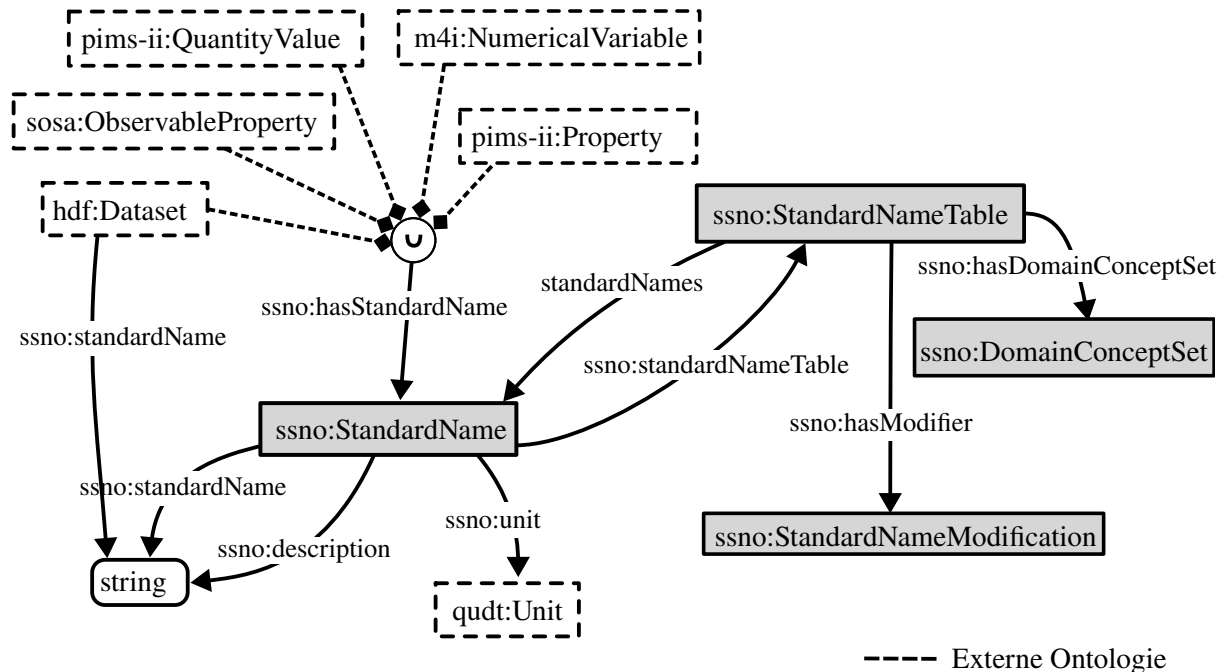 pims-ii:QuantityValue
m4i:NumericalVariable
sosa:ObservableProperty
pims-ii:Property
hdf:Dataset
ssno:StandardNameTable
ssno:hasDomainConceptSet
standardNames
ssno:hasStandardName
ssno:standardName
ssno:DomainConceptSet
ssno:standardNameTable
ssno:StandardName
ssno:hasModifier
ssno:standardName
ssno:unit
ssno:StandardNameModification
ssno:description
string
qudt:Unit
Externe Ontologie